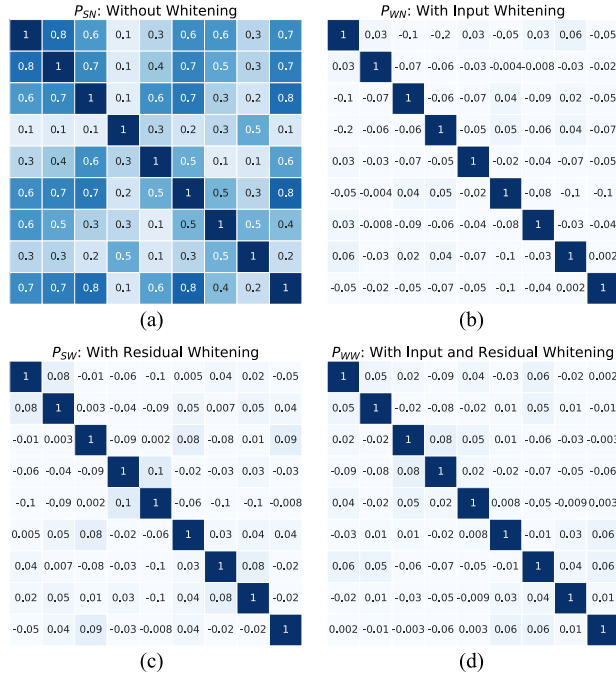 P_SN: Without Whitening
1 0.8 0.6 0.1 0.3 0.6 0.6 0.3 0.7
0.8 1 0.7 0.1 0.4 0.7 0.5 0.3 0.7
0.6 0.7 1 0.1 0.6 0.7 0.3 0.2 0.8
0.1 0.1 0.1 1 0.3 0.2 0.3 0.5 0.1
0.3 0.4 0.6 0.3 1 0.5 0.1 0.1 0.6
0.6 0.7 0.7 0.2 0.5 1 0.5 0.3 0.8
0.6 0.5 0.3 0.3 0.1 0.5 1 0.5 0.4
0.3 0.3 0.2 0.5 0.1 0.3 0.5 1 0.2
0.7 0.7 0.8 0.1 0.6 0.8 0.4 0.2 1
(a)
P_WN: With Input Whitening
1 0.03 -0.1 -0.2 0.03 -0.05 0.03 0.06 -0.05
0.03 1 -0.07 -0.06 -0.03 -0.004 -0.008 -0.03 -0.02
-0.1 -0.07 1 -0.06 -0.07 0.04 -0.09 0.02 -0.05
-0.2 -0.06 -0.06 1 -0.05 0.05 -0.06 0.04 -0.07
0.03 -0.03 -0.07 -0.05 1 -0.02 -0.04 -0.07 -0.05
-0.05 -0.004 0.04 0.05 -0.02 1 -0.08 -0.1 -0.1
0.03 -0.008 -0.09 -0.06 -0.04 -0.08 1 -0.03 -0.04
0.06 -0.03 0.02 0.04 -0.07 -0.1 -0.03 1 0.002
-0.05 -0.02 -0.05 -0.07 -0.05 -0.1 -0.04 0.002 1
(b)
P_SW: With Residual Whitening
1 0.08 -0.01 -0.06 -0.1 0.005 0.04 0.02 -0.05
0.08 1 0.003 -0.04 -0.09 0.05 0.007 0.05 0.04
-0.01 0.003 1 -0.09 0.002 0.08 -0.08 0.01 0.09
-0.06 -0.04 -0.09 1 0.1 -0.02 -0.03 0.03 -0.03
-0.1 -0.09 0.002 0.1 1 -0.06 -0.1 -0.1 -0.008
0.005 0.05 0.08 -0.02 -0.06 1 0.03 0.04 0.04
0.04 0.007 -0.08 -0.03 -0.1 0.03 1 0.08 -0.02
0.02 0.05 0.01 0.03 -0.1 0.04 0.08 1 -0.02
-0.05 0.04 0.09 -0.03 -0.008 0.04 -0.02 -0.02 1
(c)
P_WW: With Input and Residual Whitening
1 0.05 0.02 -0.09 0.04 -0.03 0.06 -0.02 0.002
0.05 1 -0.02 -0.08 -0.02 0.01 0.05 0.01 -0.01
0.02 -0.02 1 0.08 0.05 0.01 -0.06 -0.03 -0.003
-0.09 -0.08 0.08 1 0.02 -0.02 -0.07 -0.05 -0.06
0.04 -0.02 0.05 0.02 1 0.008 -0.05 -0.009 0.003
-0.03 0.01 0.01 -0.02 0.008 1 -0.01 0.03 0.06
0.06 0.05 -0.06 -0.07 -0.05 -0.01 1 0.04 0.06
-0.02 0.01 -0.03 -0.05 -0.009 0.03 0.04 1 0.01
0.002 -0.01 -0.003 -0.06 0.003 0.06 0.06 0.01 1
(d)